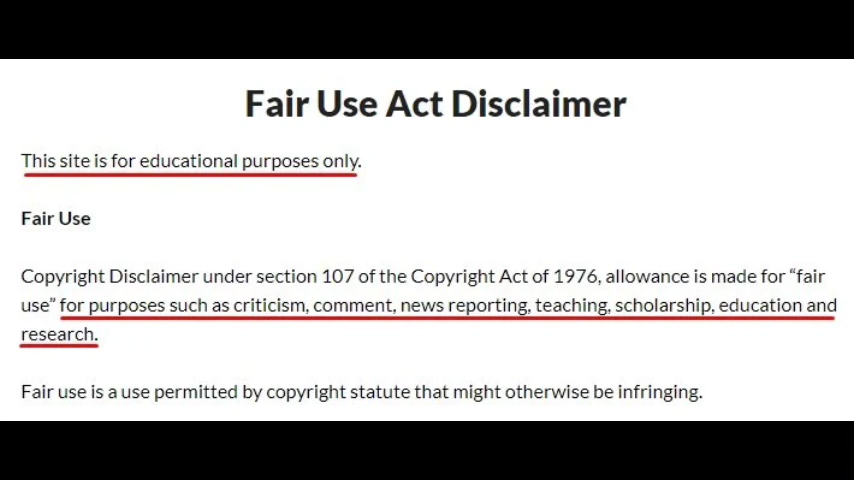 Fair Use Act Disclaimer
This site is for educational purposes only.
Fair Use
Copyright Disclaimer under section 107 of the Copyright Act of 1976, allowance is made for “fair
use” for purposes such as criticism, comment, news reporting, teaching, scholarship, education and
research.
Fair use is a use permitted by copyright statute that might otherwise be infringing.